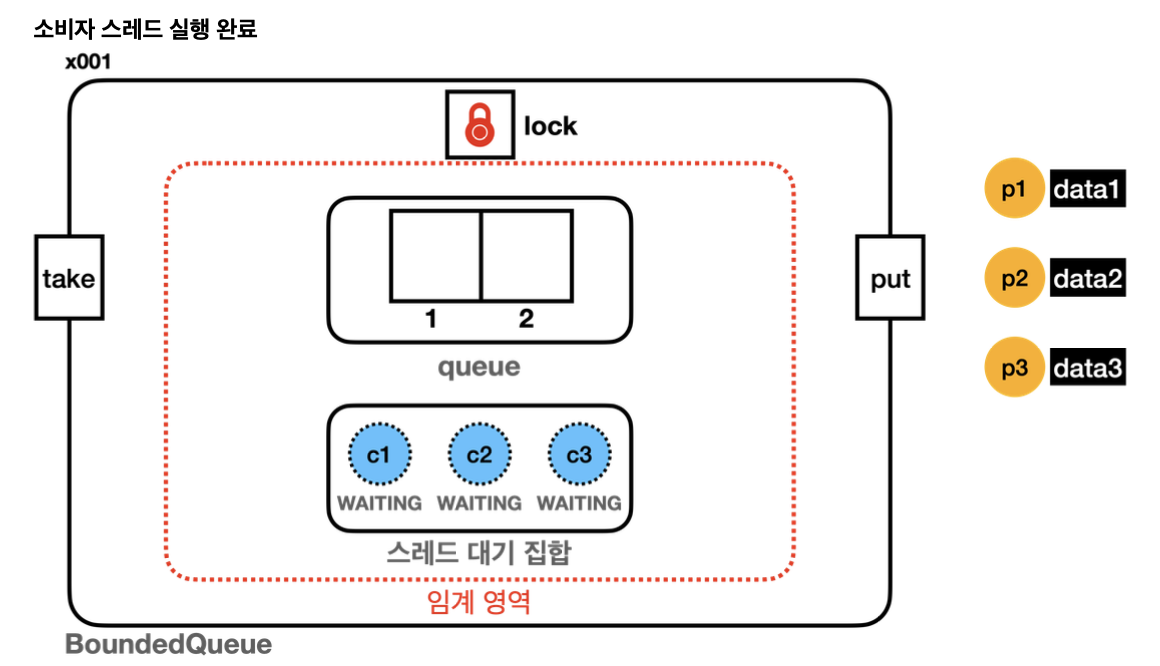 소비자 스레드 실행 완료
x001
lock
take
put
p1 data1
p2 data2
p3 data3
1 2
queue
c1 c2 c3
WAITING WAITING WAITING
스레드 대기 집합
임계 영역
BoundedQueue